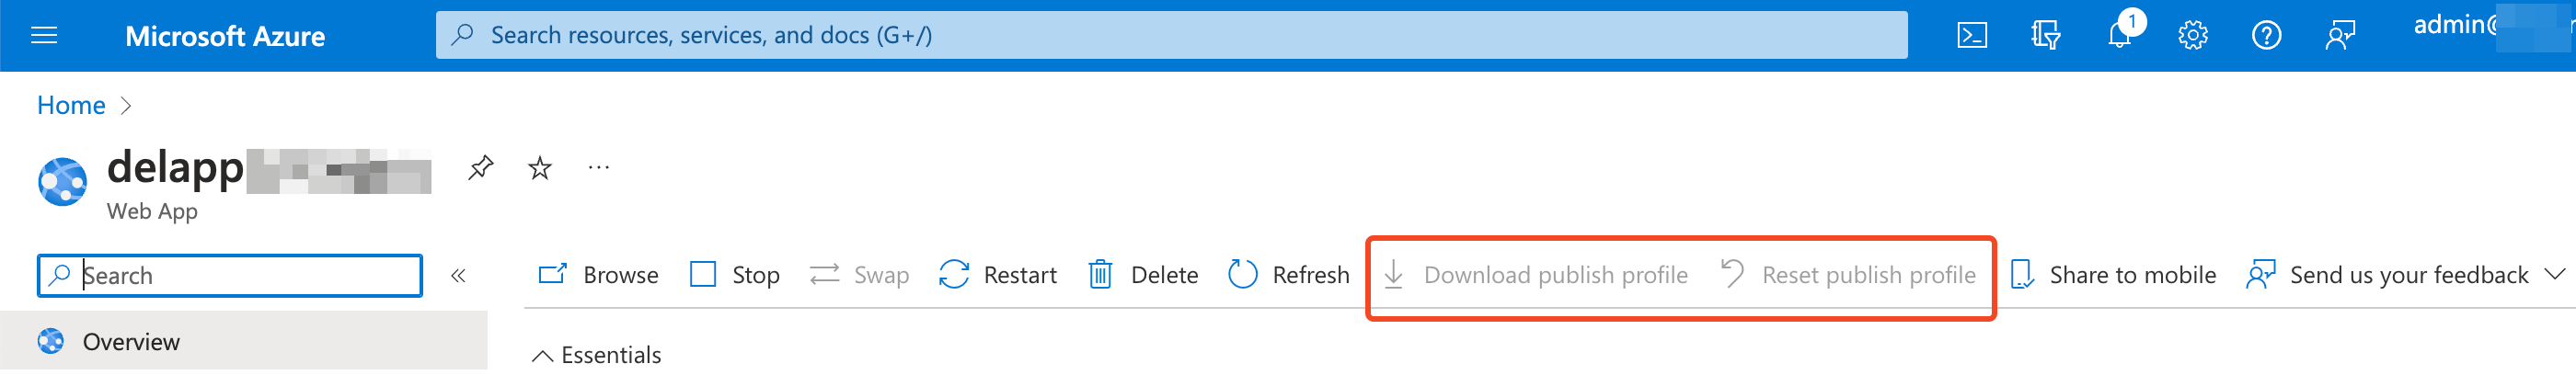 Microsoft Azure Search resources, services, and docs (G+/) 1 admin@
Home >
delapp
Web App
Search « Browse Stop Swap Restart Delete Refresh Download publish profile Reset publish profile Share to mobile Send us your feedback
Overview
Essentials